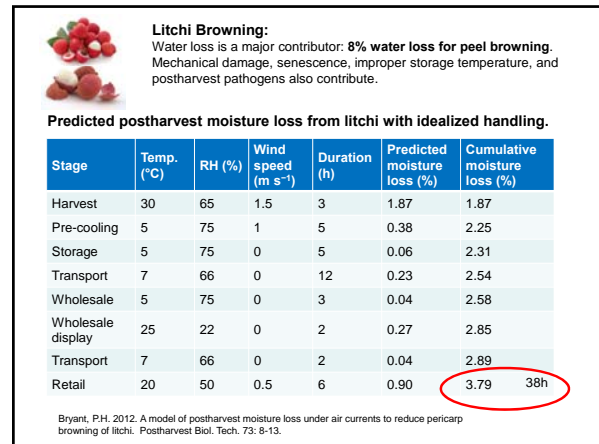 Litchi Browning:
Water loss is a major contributor: 8% water loss for peel browning.
Mechanical damage, senescence, improper storage temperature, and
postharvest pathogens also contribute.
Predicted postharvest moisture loss from litchi with idealized handling.
Stage Temp. (°C) RH (%) Wind speed (m s⁻¹) Duration (h) Predicted moisture loss (%) Cumulative moisture loss (%)
Harvest 30 65 1.5 3 1.87 1.87
Pre-cooling 5 75 1 5 0.38 2.25
Storage 5 75 0 5 0.06 2.31
Transport 7 66 0 12 0.23 2.54
Wholesale 5 75 0 3 0.04 2.58
Wholesale display 25 22 0 2 0.27 2.85
Transport 7 66 0 2 0.04 2.89
Retail 20 50 0.5 6 0.90 3.79 38h
Bryant, P.H. 2012. A model of postharvest moisture loss under air currents to reduce pericarp
browning of litchi. Postharvest Biol. Tech. 73: 8-13.